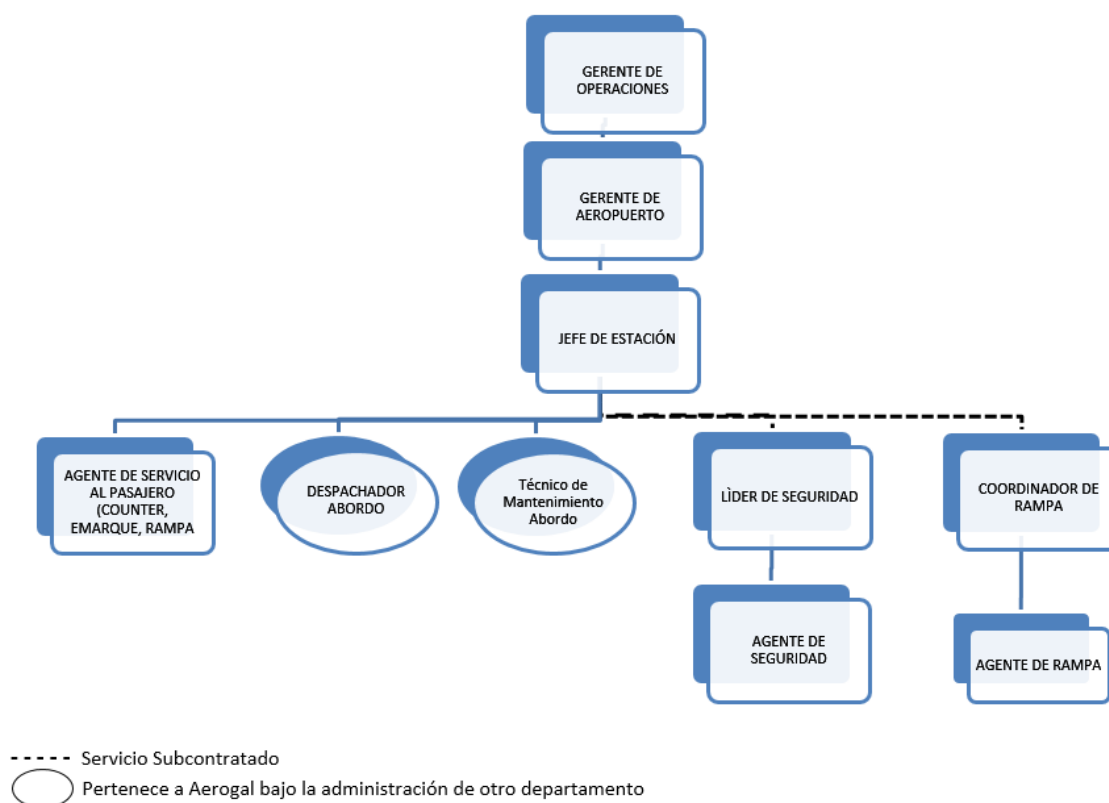 GERENTE DE
OPERACIONES
GERENTE DE
AEROPUERTO
JEFE DE ESTACIÓN
AGENTE DE SERVICIO
AL PASAJERO
(COUNTER,
EMARQUE, RAMPA
DESPACHADOR
ABORDO
Técnico de
Mantenimiento
Abordo
LÌDER DE SEGURIDAD
COORDINADOR DE
RAMPA
AGENTE DE
SEGURIDAD
AGENTE DE RAMPA
Servicio Subcontratado
Pertenece a Aerogal bajo la administración de otro departamento